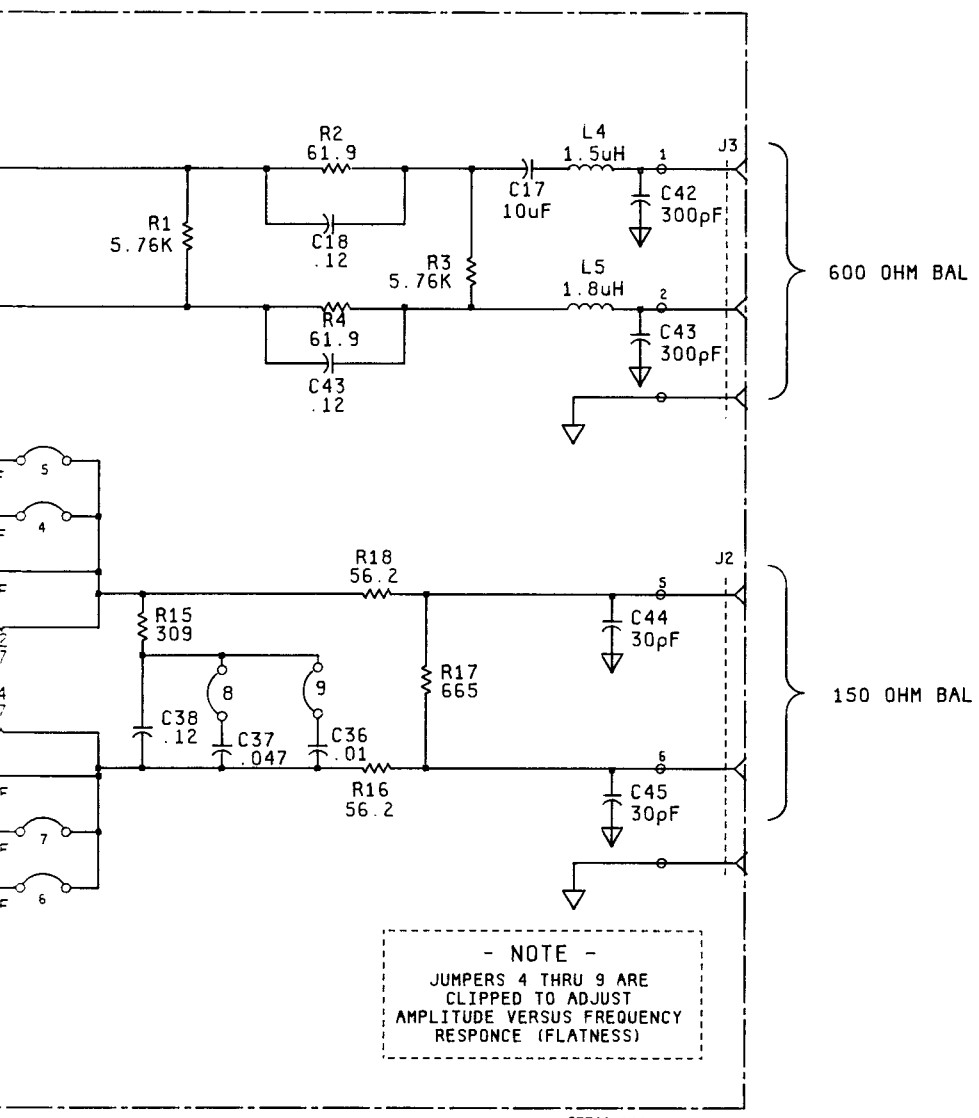 R2
61.9
L4
1.5uH
1
J3
C17
10uF
C42
300pF
R1
5.76K
C18
.12
R3
5.76K
L5
1.8uH
2
600 OHM BAL
R4
61.9
C43
300pF
C43
.12
5
4
R18
56.2
J2
5
R15
309
C44
30pF
8
9
R17
665
150 OHM BAL
C38
.12
C37
.047
C36
.01
6
R16
56.2
C45
30pF
7
6
- NOTE -
JUMPERS 4 THRU 9 ARE
CLIPPED TO ADJUST
AMPLITUDE VERSUS FREQUENCY
RESPONCE (FLATNESS)